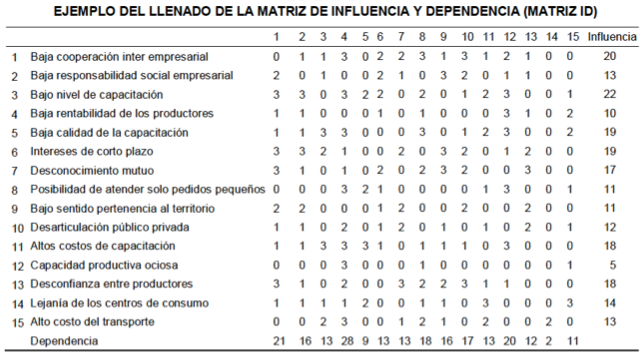 EJEMPLO DEL LLENADO DE LA MATRIZ DE INFLUENCIA Y DEPENDENCIA (MATRIZ ID)
1 2 3 4 5 6 7 8 9 10 11 12 13 14 15 Influencia
1 Baja cooperación inter empresarial 0 1 1 3 0 2 2 3 1 3 1 2 1 0 0 20
2 Baja responsabilidad social empresarial 2 0 1 0 0 2 1 0 3 2 0 1 1 0 0 13
3 Bajo nivel de capacitación 3 3 0 3 2 2 0 2 0 1 2 3 0 0 1 22
4 Baja rentabilidad de los productores 1 1 0 0 0 1 0 1 0 0 0 3 1 0 2 10
5 Baja calidad de la capacitación 1 1 3 3 0 0 0 3 0 1 2 3 0 0 2 19
6 Intereses de corto plazo 3 3 2 1 0 0 2 0 3 2 0 1 2 0 0 19
7 Desconocimiento mutuo 3 1 0 1 0 2 0 2 3 2 0 0 3 0 0 17
8 Posibilidad de atender solo pedidos pequeños 0 0 0 3 2 1 0 0 0 0 1 3 0 0 1 11
9 Bajo sentido pertenencia al territorio 2 2 0 0 0 1 2 0 0 2 0 0 2 0 0 11
10 Desarticulación público privada 1 1 0 2 0 1 2 0 1 0 1 0 2 0 1 12
11 Altos costos de capacitación 1 1 3 3 3 1 0 1 1 1 0 3 0 0 0 18
12 Capacidad productiva ociosa 0 0 0 3 0 0 0 1 0 0 0 0 0 0 1 5
13 Desconfianza entre productores 3 1 0 2 0 0 3 2 2 3 1 1 0 0 0 18
14 Lejanía de los centros de consumo 1 1 1 1 2 0 0 1 1 0 3 0 0 0 3 14
15 Alto costo del transporte 0 0 2 3 0 0 1 2 1 0 2 0 0 2 0 13
Dependencia 21 16 13 28 9 13 13 18 16 17 13 20 12 2 11